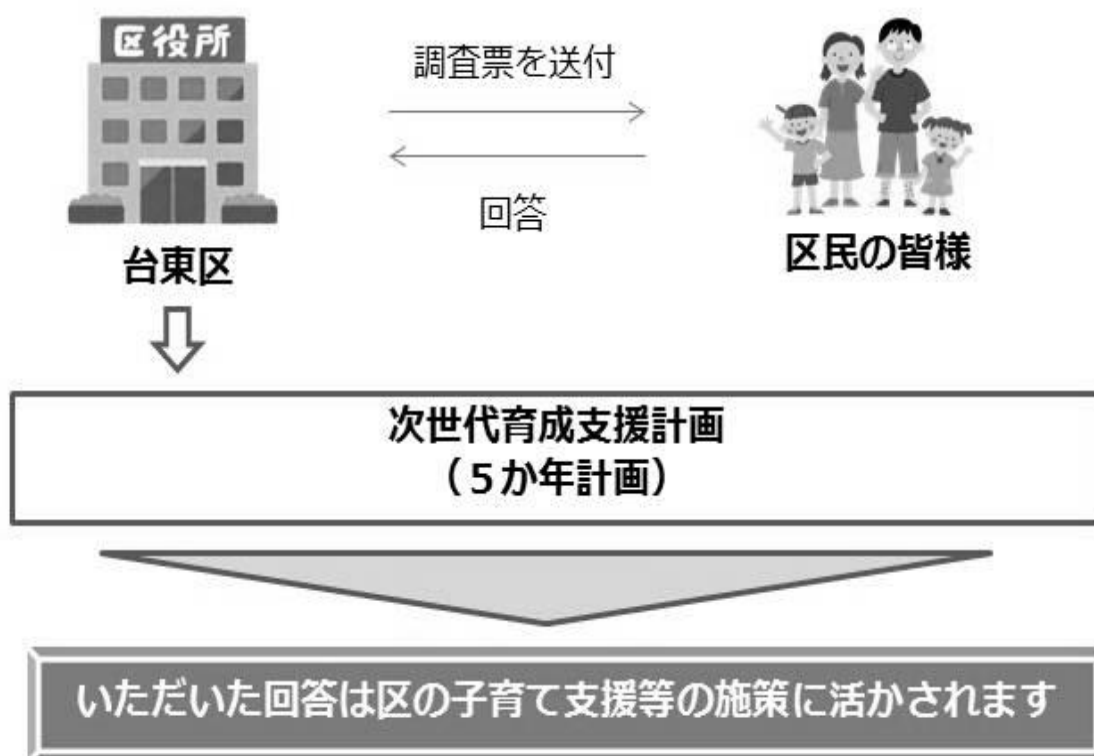 区役所
調査票を送付
回答
台東区
区民の皆様
次世代育成支援計画
（５か年計画）
いただいた回答は区の子育て支援等の施策に活かされます